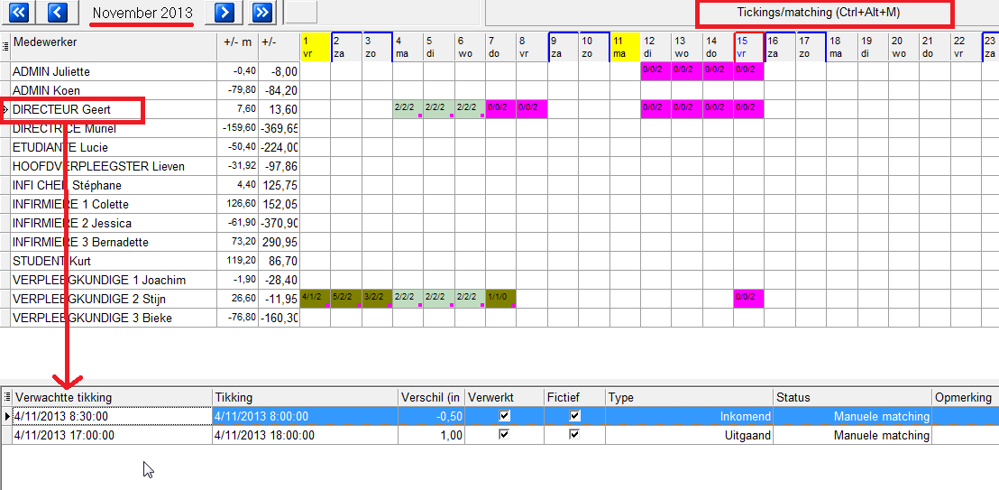 November 2013
Tickings/matching (Ctrl+Alt+M)
Medewerker +/- m +/- 1 2 3 4 5 6 7 8 9 10 11 12 13 14 15 16 17 18 19 20 21 22 23
vr za zo ma di wo do vr za zo ma di wo do vr za zo ma di wo do vr za
ADMIN Juliette -0,40 -8,00 0/0/2 0/0/2 0/0/2 0/0/2
ADMIN Koen -79,80 -84,20
DIRECTEUR Geert 7,60 13,60 2/2/2 2/2/2 2/2/2 0/0/2 0/0/2 0/0/2 0/0/2 0/0/2 0/0/2
DIRECTRICE Muriel -159,60 -369,65
ETUDIANTE Lucie -50,40 -224,00
HOOFDVERPLEEGSTER Lieven -31,92 -97,86
INFI CHEF Stéphane 4,40 125,75
INFIRMIERE 1 Colette 126,60 152,05
INFIRMIERE 2 Jessica -61,90 -370,90
INFIRMIERE 3 Bernadette 73,20 290,95
STUDENT Kurt 119,20 86,70
VERPLEEGKUNDIGE 1 Joachim -1,90 -28,40
VERPLEEGKUNDIGE 2 Stijn 26,60 -11,95 4/1/2 5/2/2 3/2/2 2/2/2 2/2/2 2/2/2 1/1/0 0/0/2
VERPLEEGKUNDIGE 3 Bieke -76,80 -160,30
Verwachtte tikking Tikking Verschil (in Verwerkt Fictief Type Status Opmerking
4/11/2013 8:30:00 4/11/2013 8:00:00 -0,50 Inkomend Manuele matching
4/11/2013 17:00:00 4/11/2013 18:00:00 1,00 Uitgaand Manuele matching